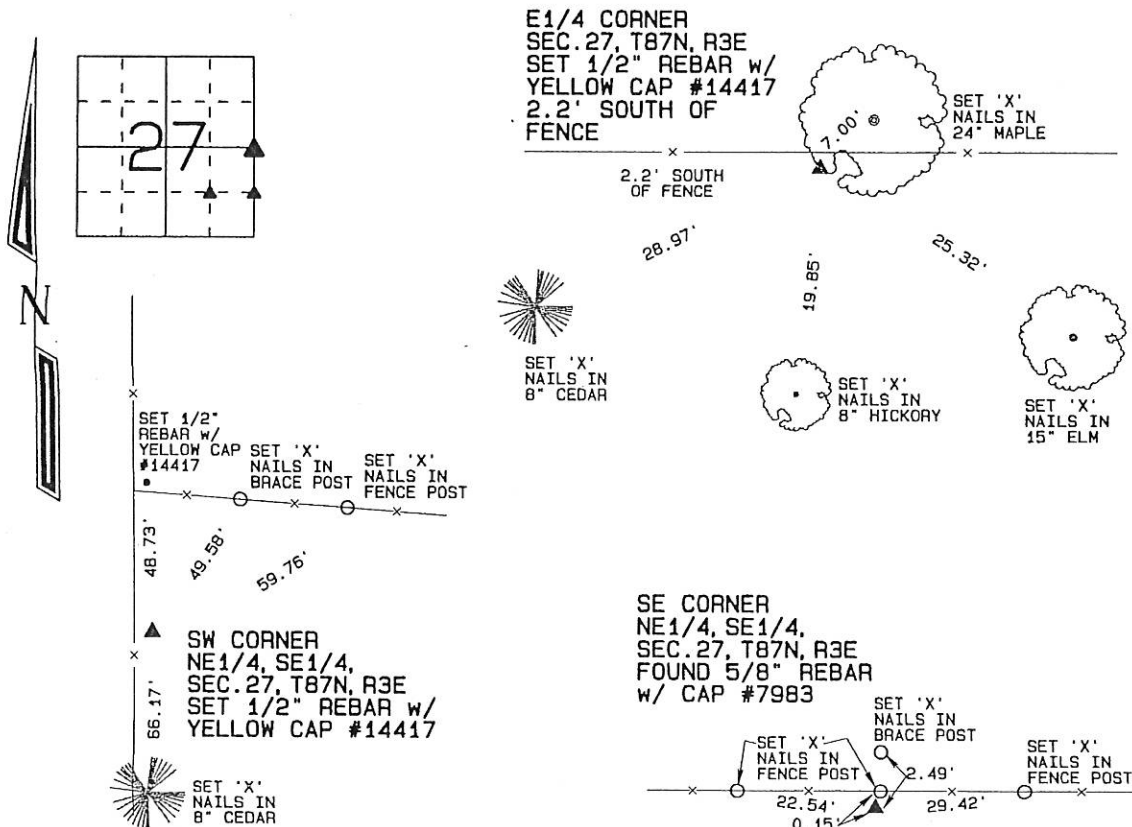 E1/4 CORNER
SEC.27, T87N, R3E
SET 1/2" REBAR w/
YELLOW CAP #14417
2.2' SOUTH OF
FENCE
27
N
7.00'
SET 'X'
NAILS IN
24" MAPLE
2.2' SOUTH
OF FENCE
28.97'
19.85'
25.32'
SET 'X'
NAILS IN
8" CEDAR
SET 'X'
NAILS IN
8" HICKORY
SET 'X'
NAILS IN
15" ELM
SET 1/2"
REBAR w/
YELLOW CAP
#14417
SET 'X'
NAILS IN
BRACE POST
SET 'X'
NAILS IN
FENCE POST
48.73'
49.58'
59.76'
SW CORNER
NE1/4, SE1/4,
SEC.27, T87N, R3E
SET 1/2" REBAR w/
YELLOW CAP #14417
66.17'
SET 'X'
NAILS IN
8" CEDAR
SE CORNER
NE1/4, SE1/4,
SEC.27, T87N, R3E
FOUND 5/8" REBAR
w/ CAP #7983
SET 'X'
NAILS IN
BRACE POST
SET 'X'
NAILS IN
FENCE POST
SET 'X'
NAILS IN
FENCE POST
2.49'
22.54'
29.42'
0.15'